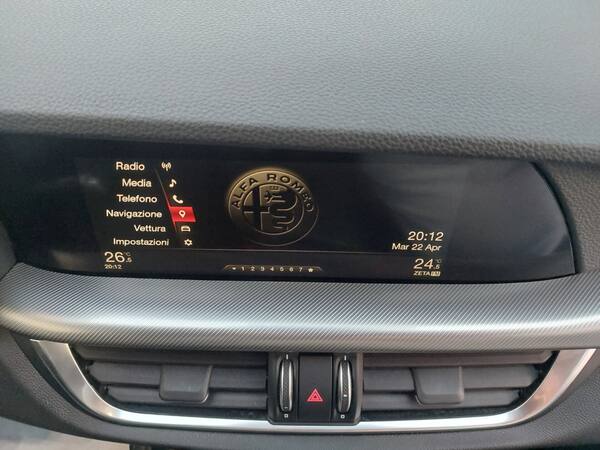 Radio
Media
Telefono
Navigazione
Vettura
Impostazioni
ALFA ROMEO
20:12
Mar 22 Apr
26.5
20:12
1 2 3 4 5 6 7
24.5 °C
ZETA FM